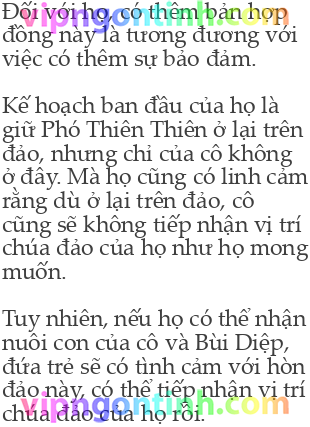 Đối với họ, có thêm bản hợp
đồng này là tương đương với
việc có thêm sự bảo đảm.
Kế hoạch ban đầu của họ là
giữ Phó Thiên Thiên ở lại trên
đảo, nhưng chỉ của cô không
ở đây. Mà họ cũng có linh cảm
rằng dù ở lại trên đảo, cô
cũng sẽ không tiếp nhận vị trí
chúa đảo của họ như họ mong
muốn.
Tuy nhiên, nếu họ có thể nhận
nuôi con của cô và Bùi Diệp,
đứa trẻ sẽ có tình cảm với hòn
đảo này, có thể tiếp nhận vị trí
chúa đảo của họ rồi.
vipngontinh.com
vipngontinh.com